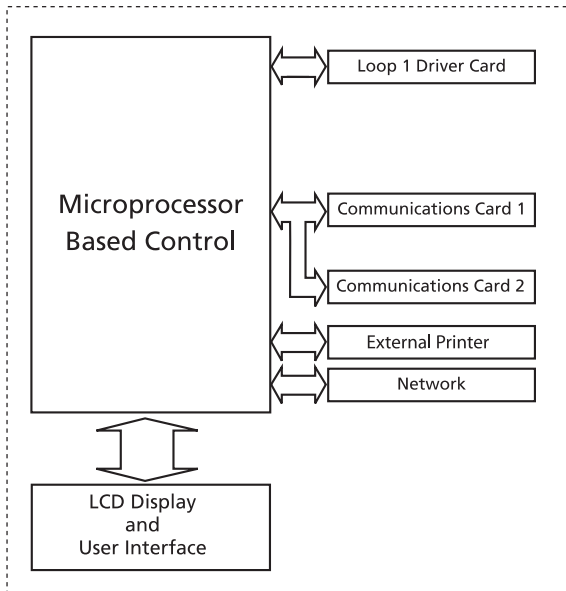 Loop 1 Driver Card
Microprocessor
Based Control
Communications Card 1
Communications Card 2
External Printer
Network
LCD Display
and
User Interface